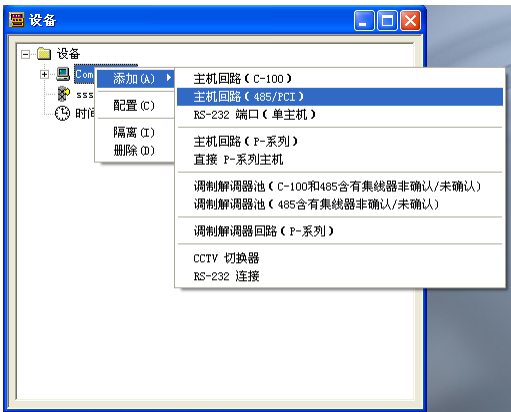 设备
设备
Com
添加(A)
sss
配置(C)
时间
隔离(I)
删除(D)
主机回路(C-100)
主机回路(485/PCI)
RS-232 端口(单主机)
主机回路(P-系列)
直接 P-系列主机
调制解调器池(C-100和485含有集线器非确认/未确认)
调制解调器池(485含有集线器非确认/未确认)
调制解调器回路(P-系列)
CCTV 切换器
RS-232 连接